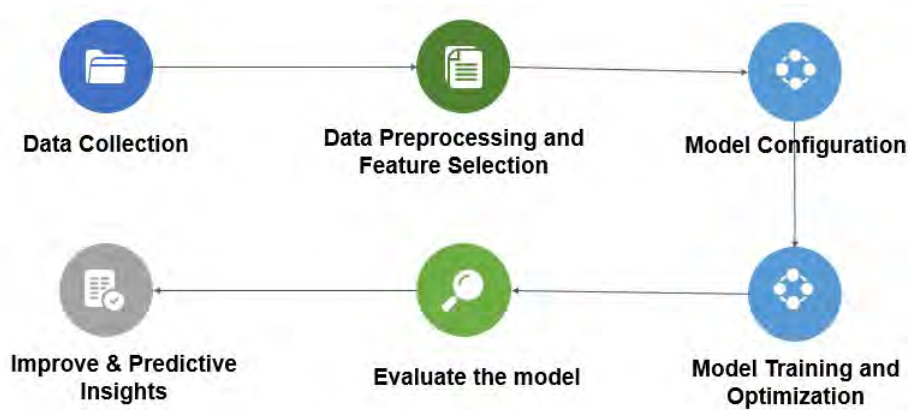 Data Collection
Data Preprocessing and
Feature Selection
Model Configuration
Improve & Predictive
Insights
Evaluate the model
Model Training and
Optimization